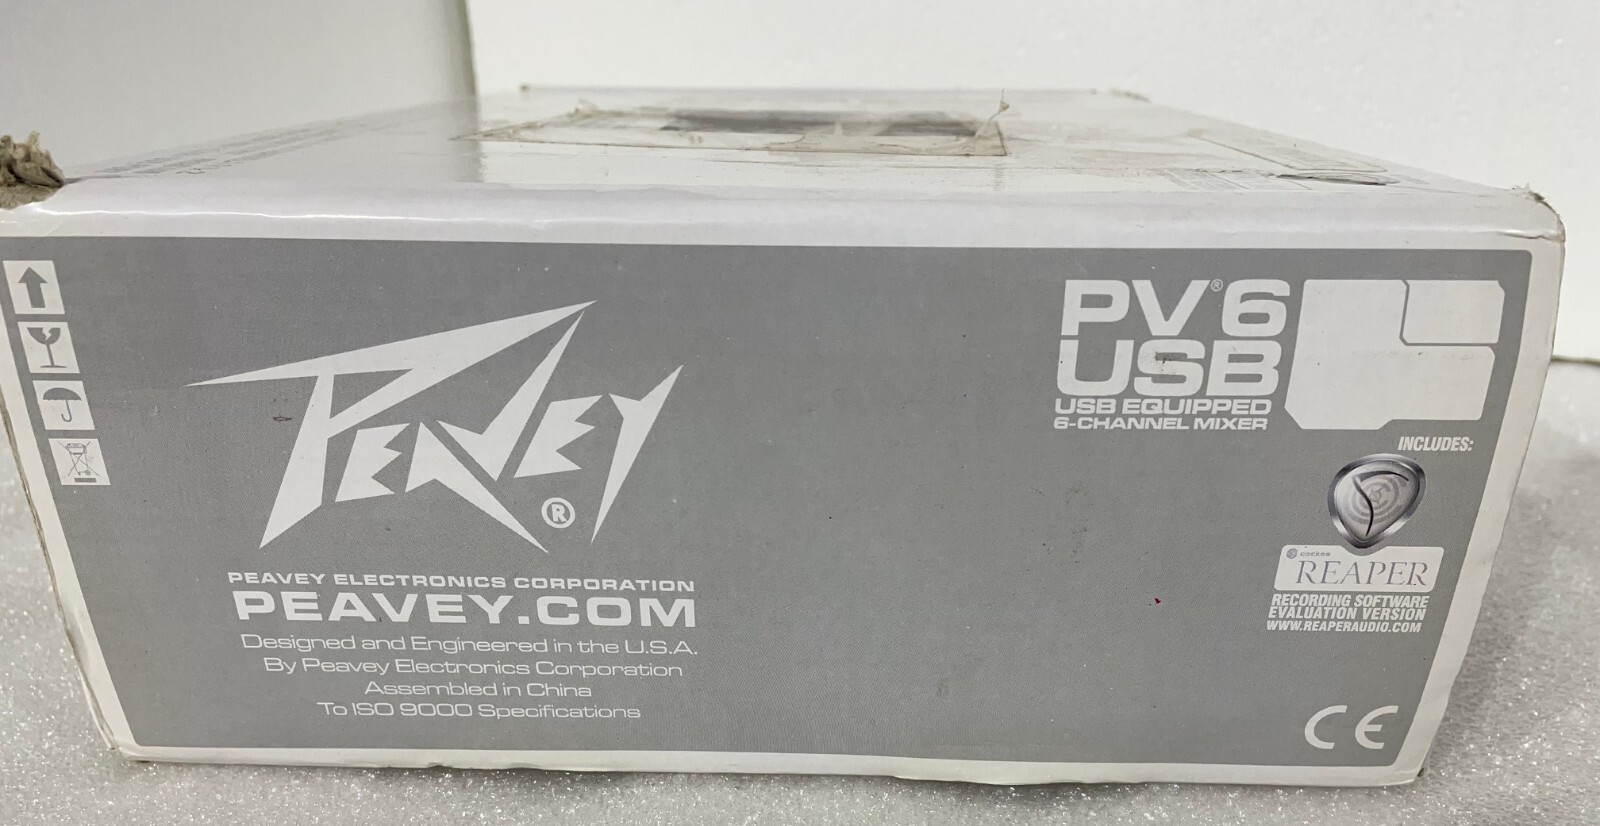 PEAVEY®
PEAVEY ELECTRONICS CORPORATION
PEAVEY.COM
Designed and Engineered in the U.S.A.
By Peavey Electronics Corporation
Assembled in China
To ISO 9000 Specifications
PV®6
USB
USB EQUIPPED
6-CHANNEL MIXER
INCLUDES:
cockos
REAPER
RECORDING SOFTWARE
EVALUATION VERSION
WWW.REAPERAUDIO.COM
CE